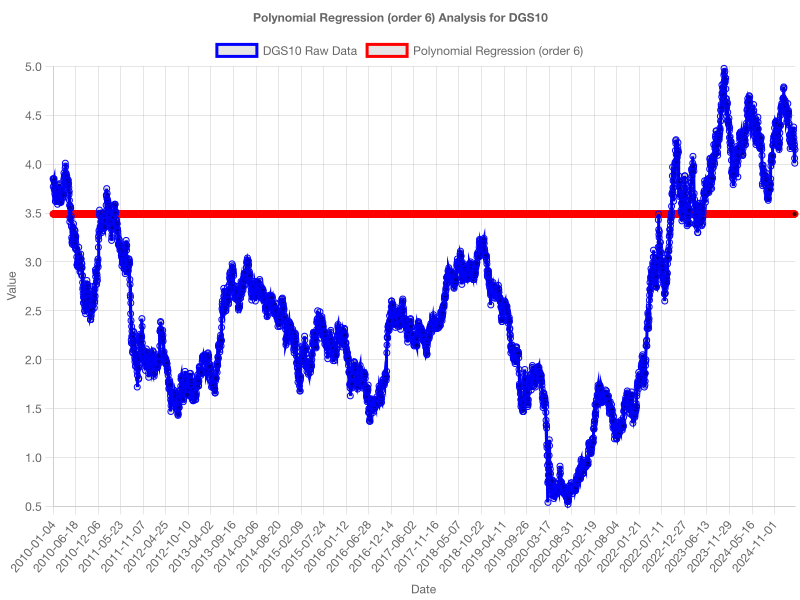 Polynomial Regression (order 6) Analysis for DGS10
DGS10 Raw Data Polynomial Regression (order 6)
5.0
4.5
4.0
3.5
3.0
2.5
2.0
1.5
1.0
0.5
Value
2010-01-04 2010-06-18 2010-12-06 2011-05-23 2011-11-07 2012-04-25 2012-10-10 2013-04-02 2013-09-16 2014-03-06 2014-08-20 2015-02-09 2015-07-24 2016-01-12 2016-06-28 2016-12-14 2017-06-02 2017-11-16 2018-05-07 2018-10-22 2019-04-11 2019-09-26 2020-03-17 2020-08-31 2021-02-19 2021-08-04 2022-01-21 2022-07-11 2022-12-27 2023-06-13 2023-11-29 2024-05-16 2024-11-01
Date